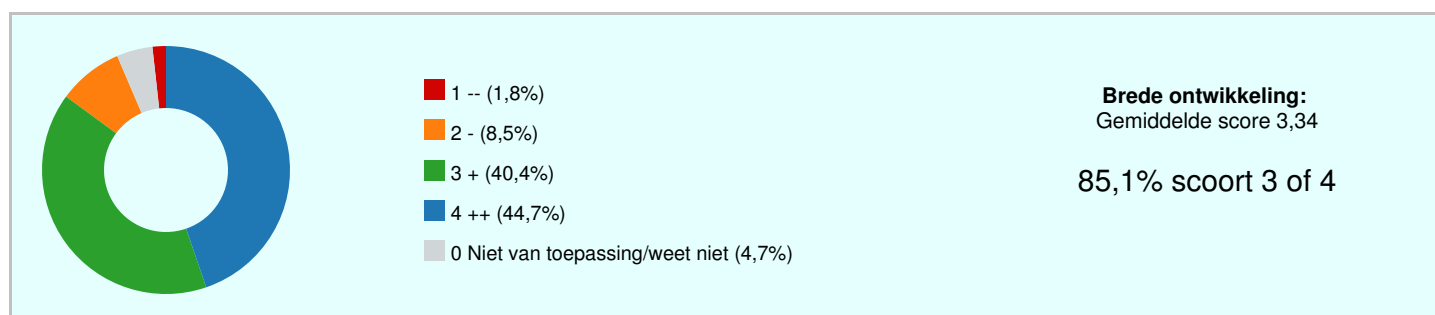 1 -- (1,8%)
2 - (8,5%)
3 + (40,4%)
4 ++ (44,7%)
0 Niet van toepassing/weet niet (4,7%)
Brede ontwikkeling:
Gemiddelde score 3,34
85,1% scoort 3 of 4